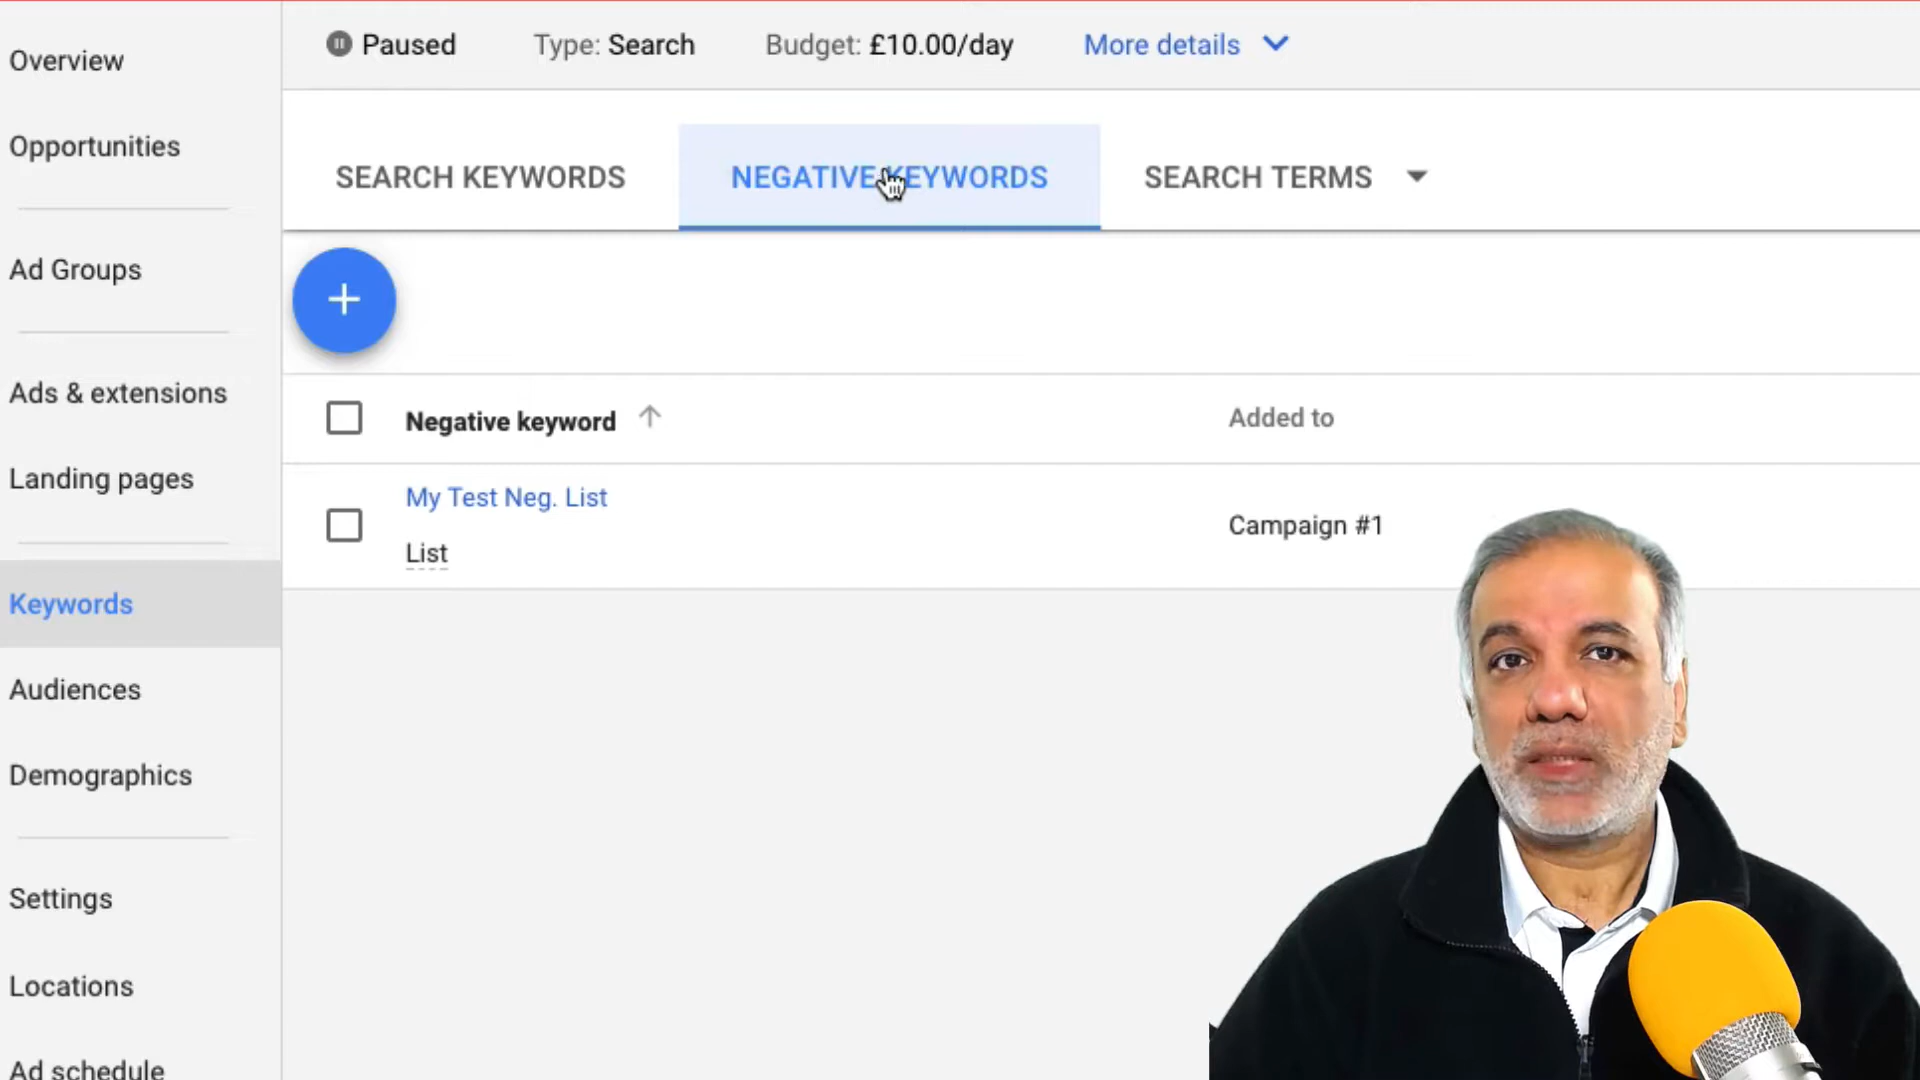 Paused Type: Search Budget: £10.00/day More details
Overview
Opportunities
Ad Groups
Ads & extensions
Landing pages
Keywords
Audiences
Demographics
Settings
Locations
Ad schedule
SEARCH KEYWORDS NEGATIVE KEYWORDS SEARCH TERMS
Negative keyword Added to
My Test Neg. List
List
Campaign #1